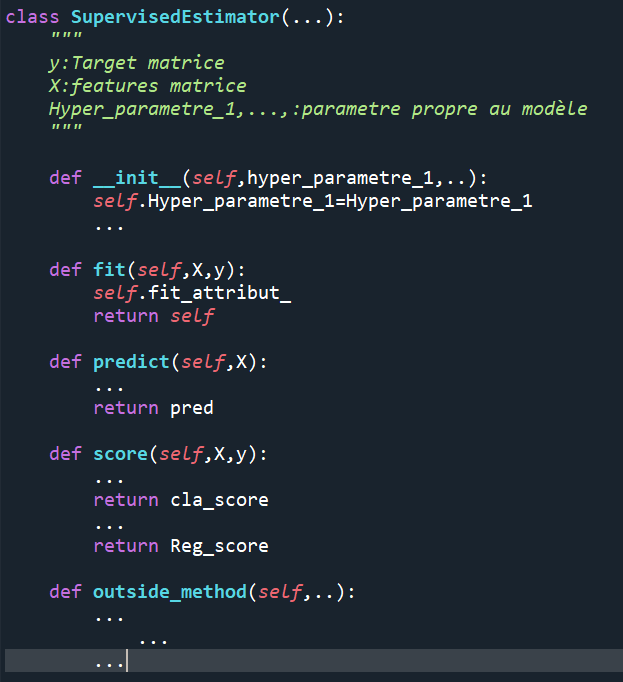 class SupervisedEstimator(...):
    """
    y:Target matrice
    X:features matrice
    Hyper_parametre_1,...,:parametre propre au modèle
    """
    def __init__(self,hyper_parametre_1,..):
        self.Hyper_parametre_1=Hyper_parametre_1
        ...
    def fit(self,X,y):
        self.fit_attribut_
        return self
    def predict(self,X):
        ...
        return pred
    def score(self,X,y):
        ...
        return cla_score
        ...
        return Reg_score
    def outside_method(self,..):
        ...
            ...
        ...